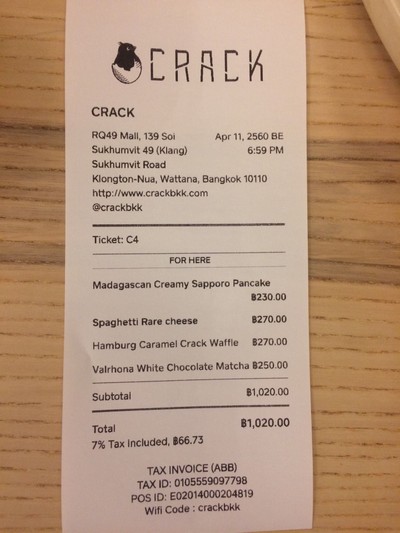 CRACK
CRACK
RQ49 Mall, 139 Soi Apr 11, 2560 BE
Sukhumvit 49 (Klang) 6:59 PM
Sukhumvit Road
Klongton-Nua, Wattana, Bangkok 10110
http://www.crackbkk.com
@crackbkk
Ticket: C4
FOR HERE
Madagascan Creamy Sapporo Pancake
฿230.00
Spaghetti Rare cheese ฿270.00
Hamburg Caramel Crack Waffle ฿270.00
Valrhona White Chocolate Matcha ฿250.00
Subtotal ฿1,020.00
Total ฿1,020.00
7% Tax Included, ฿66.73
TAX INVOICE (ABB)
TAX ID: 0105559097798
POS ID: E02014000204819
Wifi Code : crackbkk